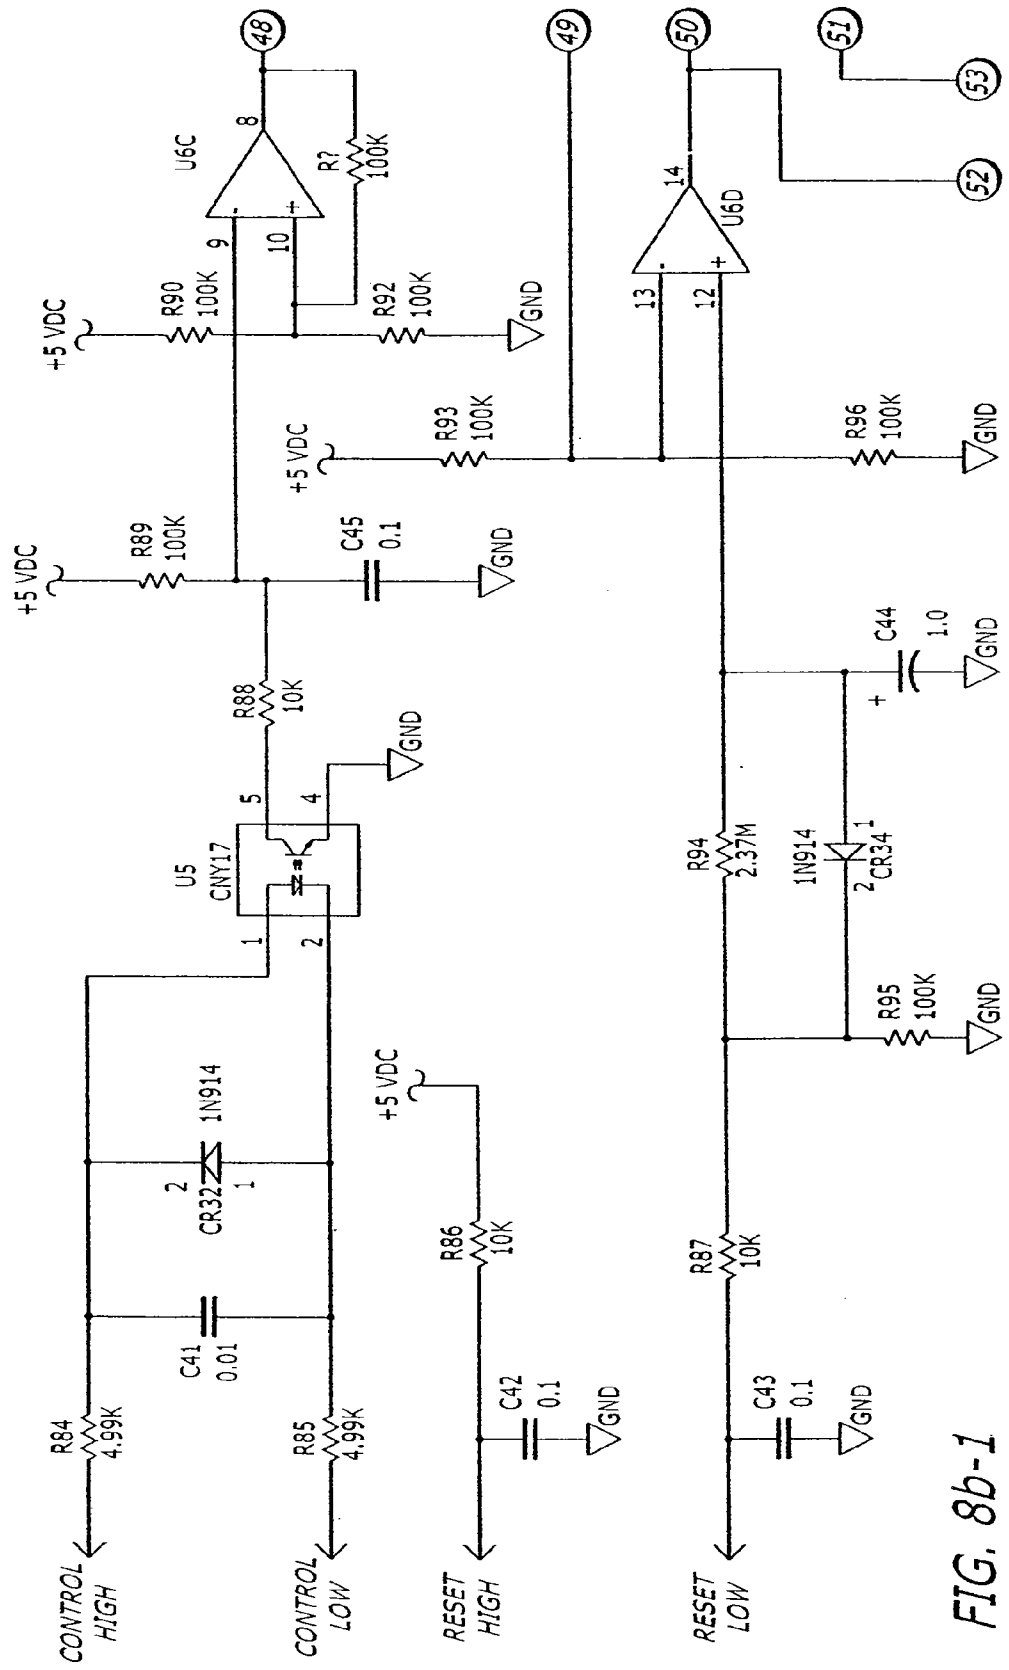 CONTROL
HIGH
R84
4.99K
C41
0.01
2
CR32
1
1N914
CONTROL
LOW
R85
4.99K
1
2
U5
CNY17
5
4
GND
R88
10K
+5 VDC
R89
100K
C45
0.1
GND
+5 VDC
R90
100K
R92
100K
GND
9
10
-
+
U6C
8
R?
100K
48
RESET
HIGH
C42
0.1
GND
R86
10K
+5 VDC
+5 VDC
R93
100K
R96
100K
GND
49
RESET
LOW
C43
0.1
GND
R87
10K
R95
100K
GND
R94
2.37M
1N914
2
1
CR34
+
C44
1.0
GND
13
12
-
+
14
U6D
50
52
51
53
FIG. 8b-1